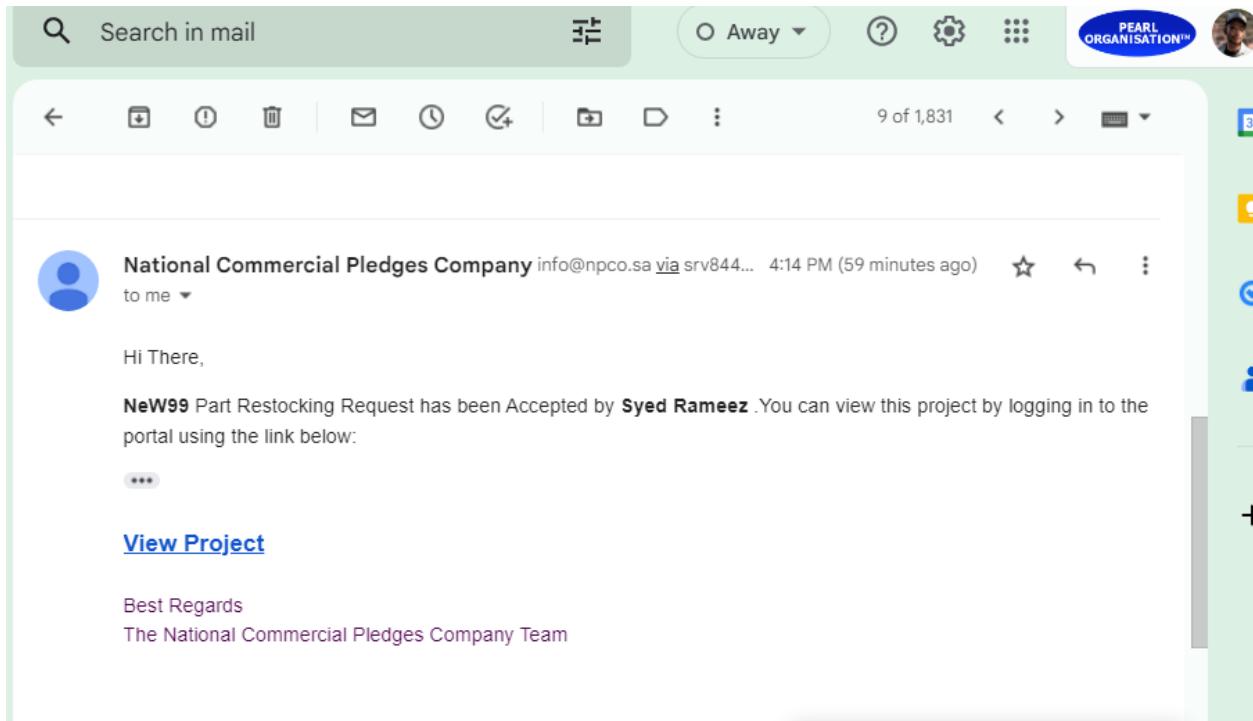 Search in mail
Away
PEARL
ORGANISATION™
9 of 1,831
National Commercial Pledges Company info@npco.sa via srv844... 4:14 PM (59 minutes ago)
to me
Hi There,
NeW99 Part Restocking Request has been Accepted by Syed Rameez .You can view this project by logging in to the
portal using the link below:
View Project
Best Regards
The National Commercial Pledges Company Team